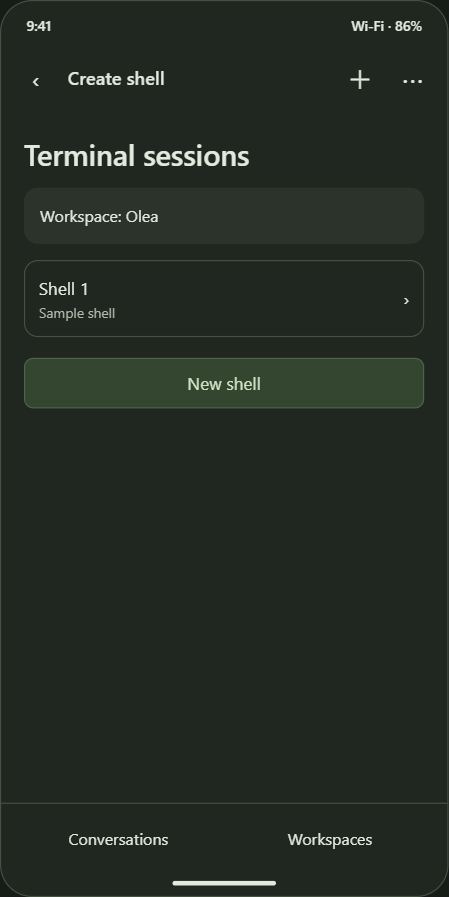 9:41
Wi-Fi · 86%
‹ Create shell + ...
Terminal sessions
Workspace: Olea
Shell 1
Sample shell
›
New shell
Conversations
Workspaces